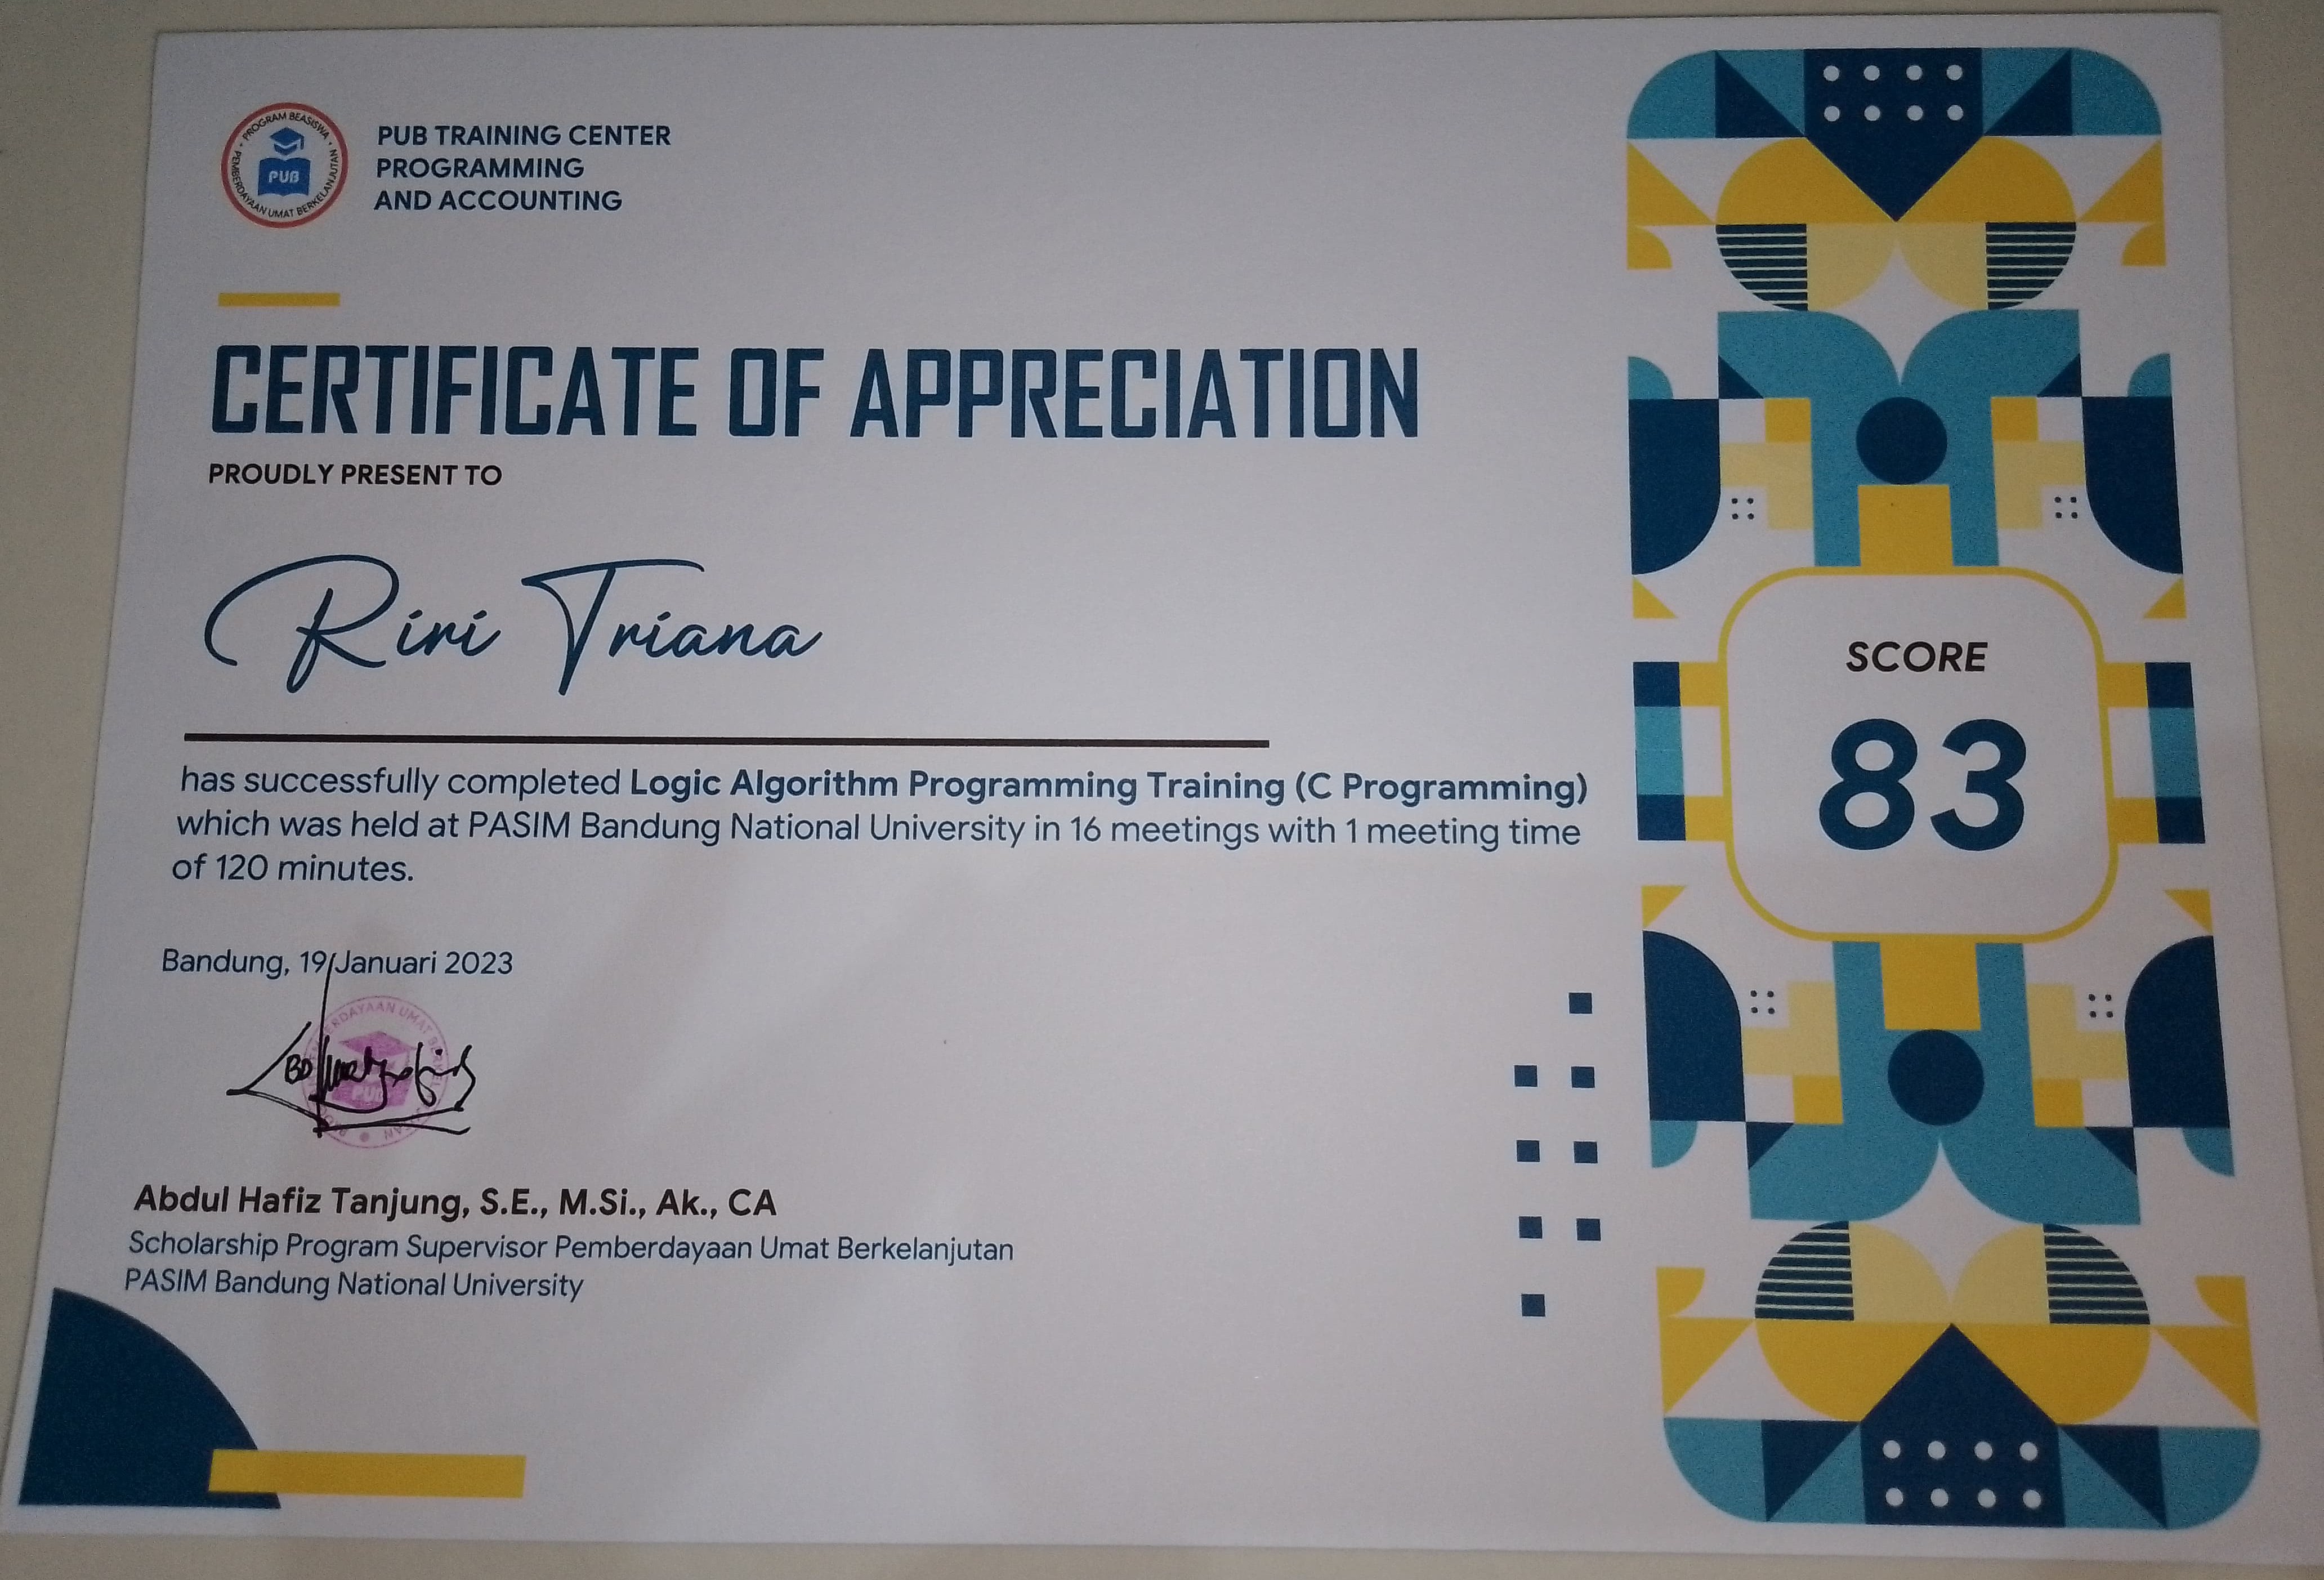 PROGRAM BEASISWA
PEMBERDAYAAN UMAT BERKELANJUTAN
PUB
PUB TRAINING CENTER
PROGRAMMING
AND ACCOUNTING
CERTIFICATE OF APPRECIATION
PROUDLY PRESENT TO
Riri Triana
has successfully completed Logic Algorithm Programming Training (C Programming)
which was held at PASIM Bandung National University in 16 meetings with 1 meeting time
of 120 minutes.
SCORE
83
Bandung, 19 Januari 2023
UMAT
PUB
Abdul Hafiz Tanjung, S.E., M.Si., Ak., CA
Scholarship Program Supervisor Pemberdayaan Umat Berkelanjutan
PASIM Bandung National University